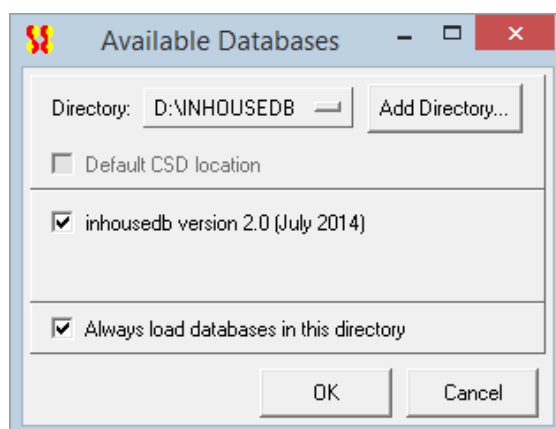 Available Databases
Directory: D:\INHOUSEDB Add Directory...
Default CSD location
inhousedb version 2.0 (July 2014)
Always load databases in this directory
OK Cancel